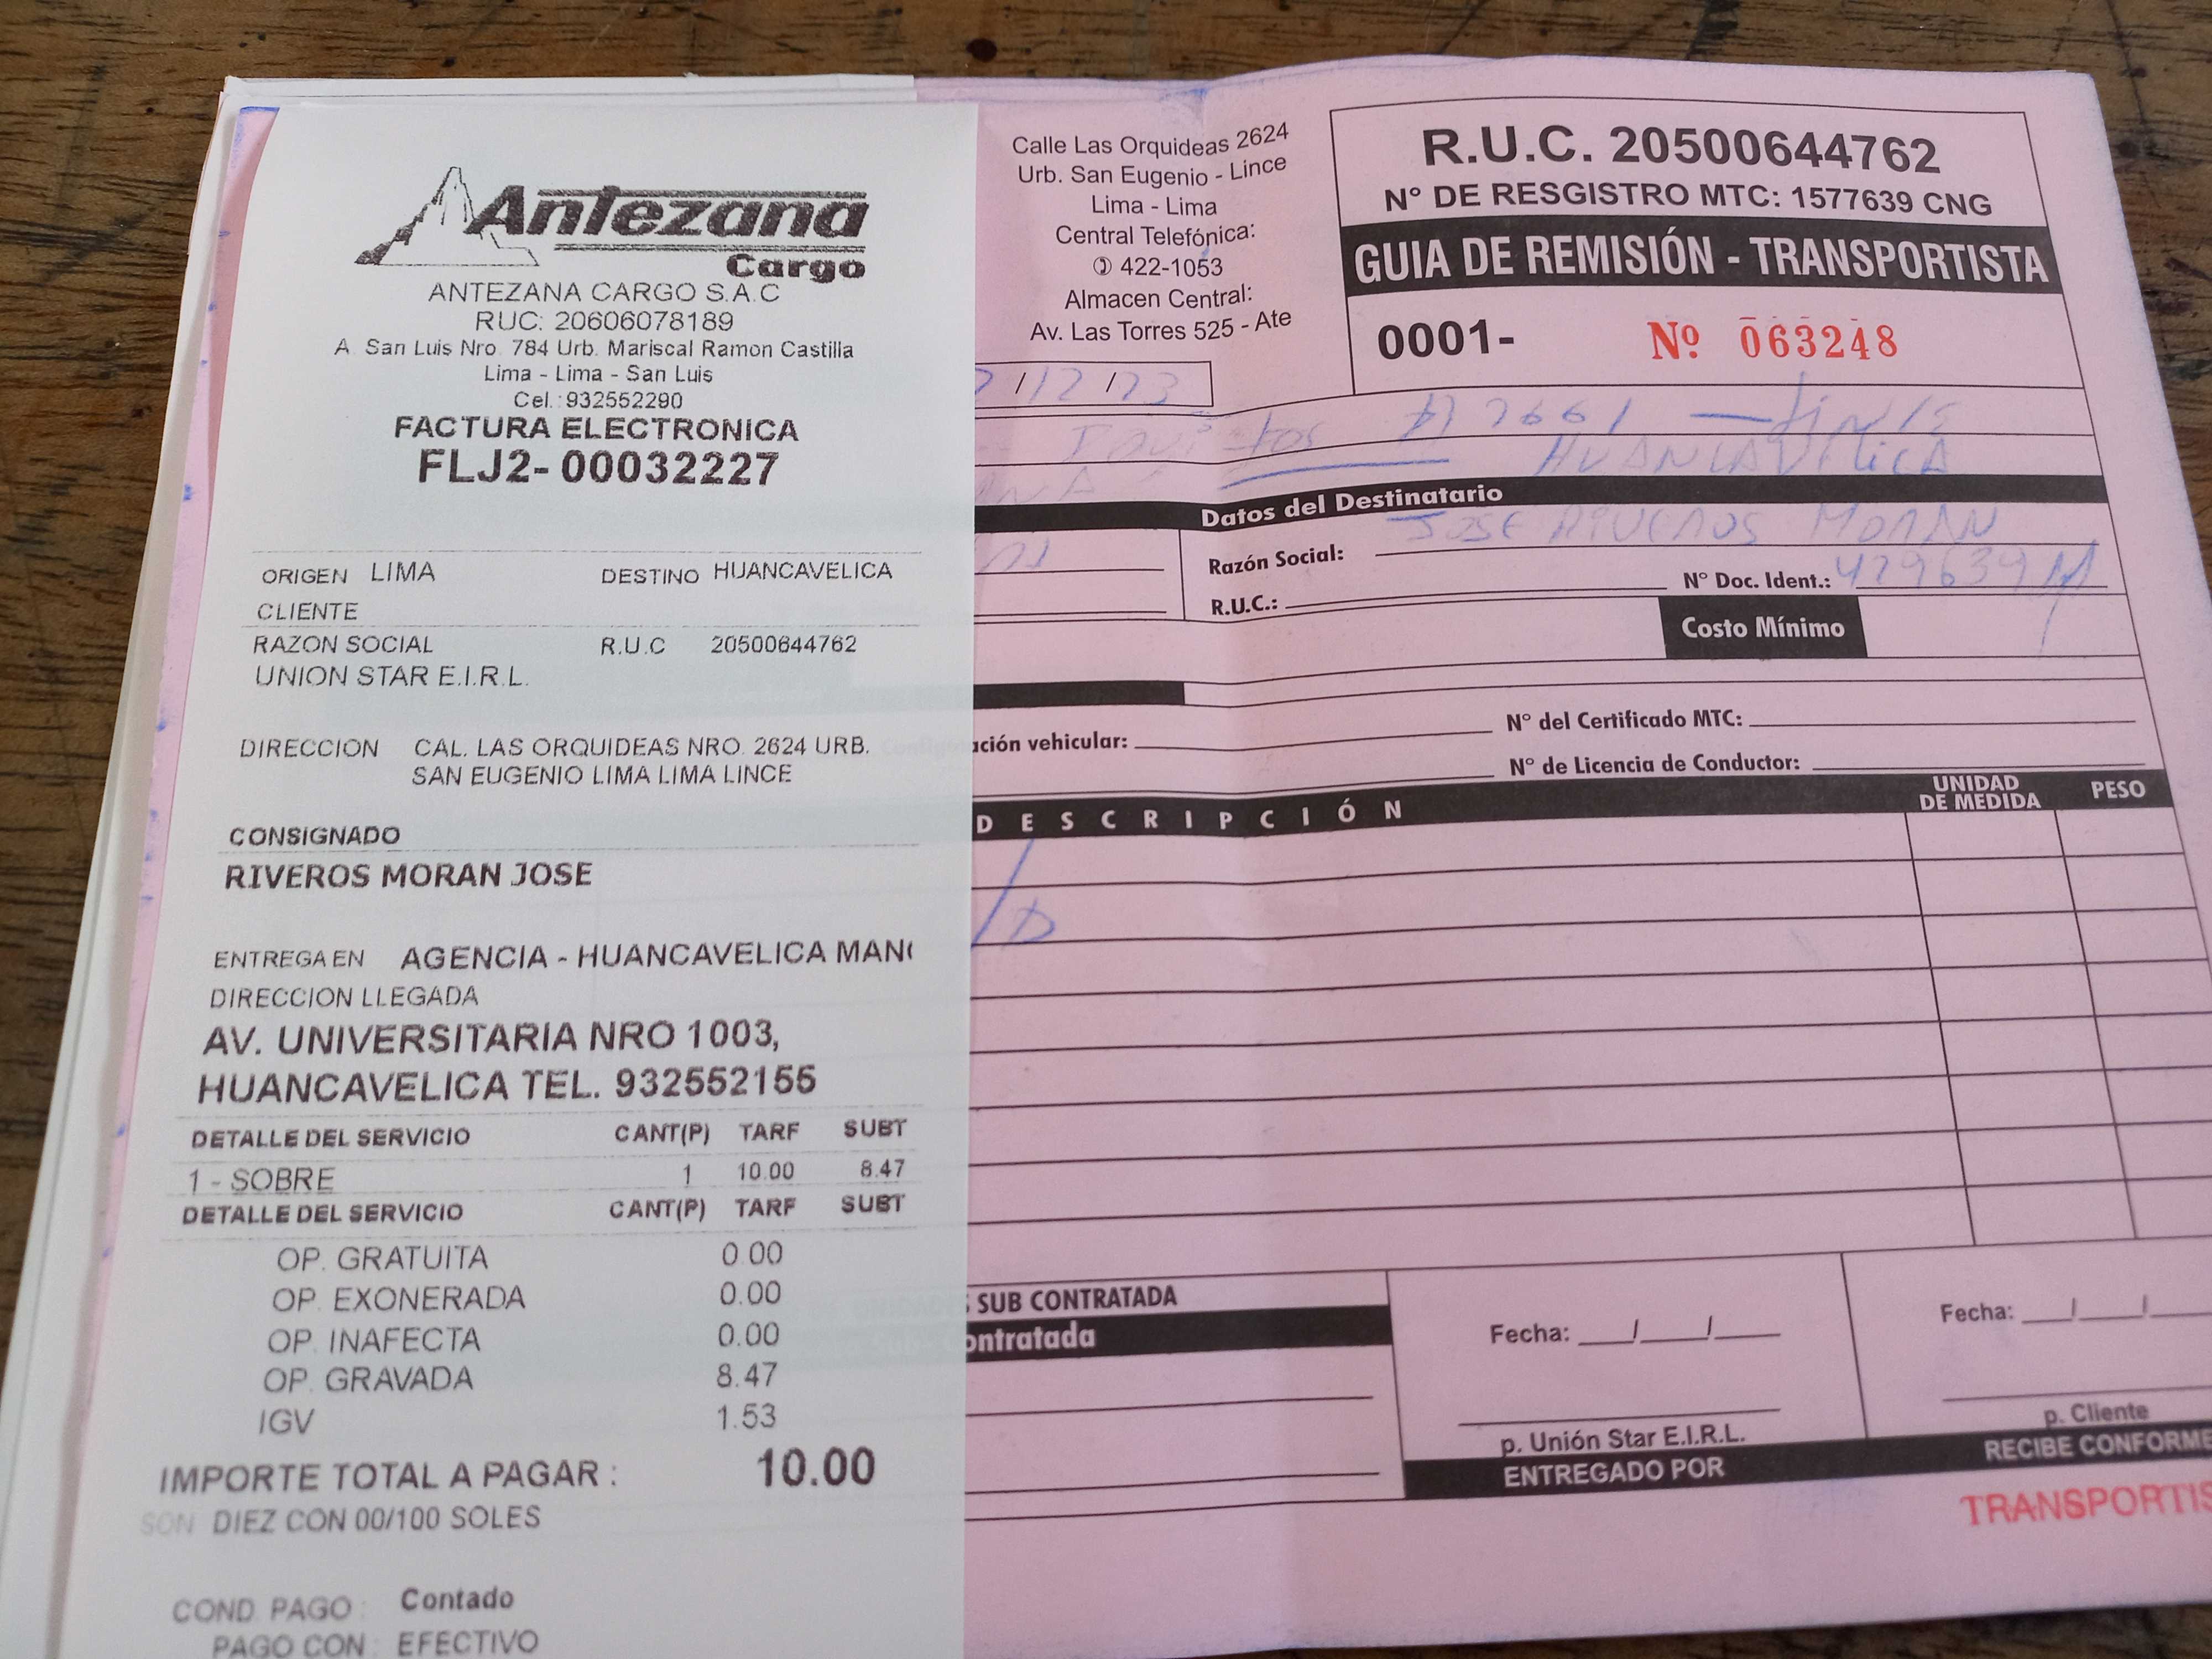 Antezana
Cargo
ANTEZANA CARGO S.A.C
RUC: 20606078189
A. San Luis Nro. 784 Urb. Mariscal Ramon Castilla
Lima - Lima - San Luis
Cel.:932552290
FACTURA ELECTRONICA
FLJ2- 00032227
ORIGEN LIMA DESTINO HUANCAVELICA
CLIENTE
RAZON SOCIAL R.U.C 20500644762
UNION STAR E.I.R.L.
DIRECCION CAL. LAS ORQUIDEAS NRO. 2624 URB.
SAN EUGENIO LIMA LIMA LINCE
CONSIGNADO
RIVEROS MORAN JOSE
ENTREGA EN AGENCIA - HUANCAVELICA
DIRECCION LLEGADA
AV. UNIVERSITARIA NRO 1003,
HUANCAVELICA TEL. 932552155
DETALLE DEL SERVICIO CANT(P) TARF SUBT
1 - SOBRE 1 10.00 8.47
DETALLE DEL SERVICIO CANT(P) TARF SUBT
OP. GRATUITA 0.00
OP. EXONERADA 0.00
OP. INAFECTA 0.00
OP. GRAVADA 8.47
IGV 1.53
IMPORTE TOTAL A PAGAR : 10.00
SON DIEZ CON 00/100 SOLES
COND. PAGO : Contado
PAGO CON : EFECTIVO
Calle Las Orquideas 2624
Urb. San Eugenio - Lince
Lima - Lima
Central Telefónica:
422-1053
Almacen Central:
Av. Las Torres 525 - Ate
R.U.C. 20500644762
N° DE RESGISTRO MTC: 1577639 CNG
GUIA DE REMISIÓN - TRANSPORTISTA
0001- Nº 063248
/12/23
HUANCAVELICA
Datos del Destinatario
Razón Social: JOSE RIVEROS MORAN
N° Doc. Ident.:
R.U.C.:
Costo Mínimo
ción vehicular:
N° del Certificado MTC:
N° de Licencia de Conductor:
DESCRIPCIÓN UNIDAD DE MEDIDA PESO
SUB CONTRATADA
ontratada
Fecha: __/__/__
p. Unión Star E.I.R.L.
ENTREGADO POR
Fecha: __/__/__
p. Cliente
RECIBE CONFORME
TRANSPORTIS